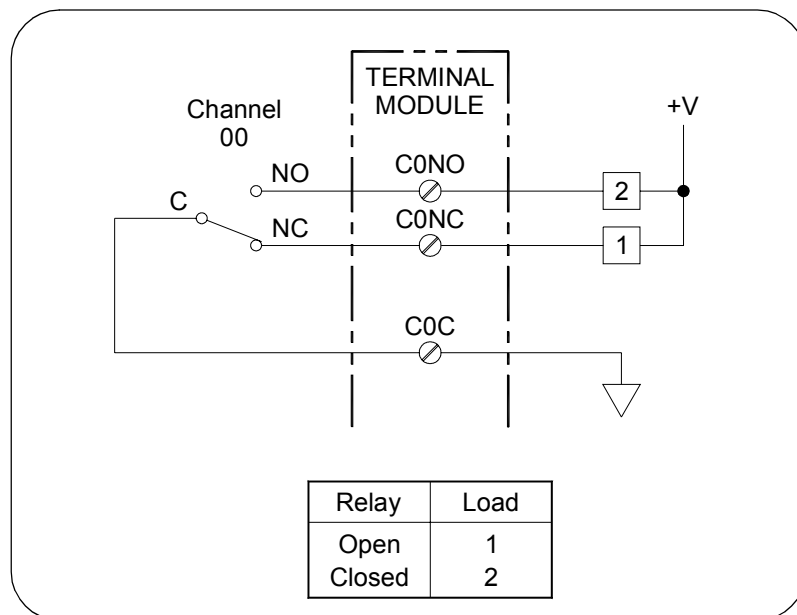 TERMINAL
MODULE
+V
Channel
00
C0NO
NO
2
C
C0NC
NC
1
C0C
Relay Load
Open 1
Closed 2